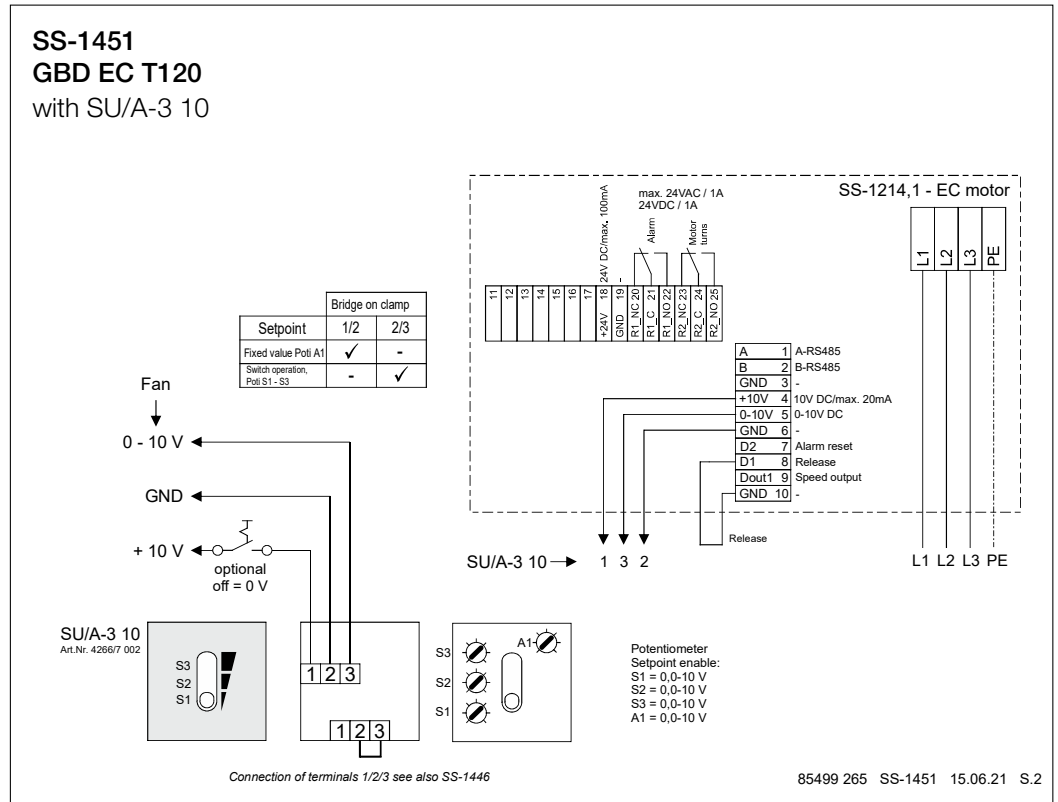 SS-1451
GBD EC T120
with SU/A-3 10
SS-1214,1 - EC motor
max. 24VAC / 1A
24VDC / 1A
24V DC/max. 100mA
-
Alarm
Motor
turns
L1
L2
L3
PE
11
12
13
14
15
16
17
+24V 18
GND 19
R1_NC 20
R1_C 21
R1_NO 22
R2_NC 23
R2_C 24
R2_NO 25
Bridge on clamp
Setpoint 1/2 2/3
Fixed value Poti A1 ✓ -
Switch operation,
Poti S1 - S3 - ✓
A 1 A-RS485
B 2 B-RS485
GND 3 -
+10V 4 10V DC/max. 20mA
0-10V 5 0-10V DC
GND 6 -
D2 7 Alarm reset
D1 8 Release
Dout1 9 Speed output
GND 10 -
Release
SU/A-3 10 1 3 2
L1 L2 L3 PE
Fan
0 - 10 V
GND
+ 10 V
optional
off = 0 V
SU/A-3 10
Art.Nr. 4266/7 002
S3
S2
S1
1 2 3
1 2 3
A1
S3
S2
S1
Potentiometer
Setpoint enable:
S1 = 0,0-10 V
S2 = 0,0-10 V
S3 = 0,0-10 V
A1 = 0,0-10 V
Connection of terminals 1/2/3 see also SS-1446
85499 265 SS-1451 15.06.21 S.2